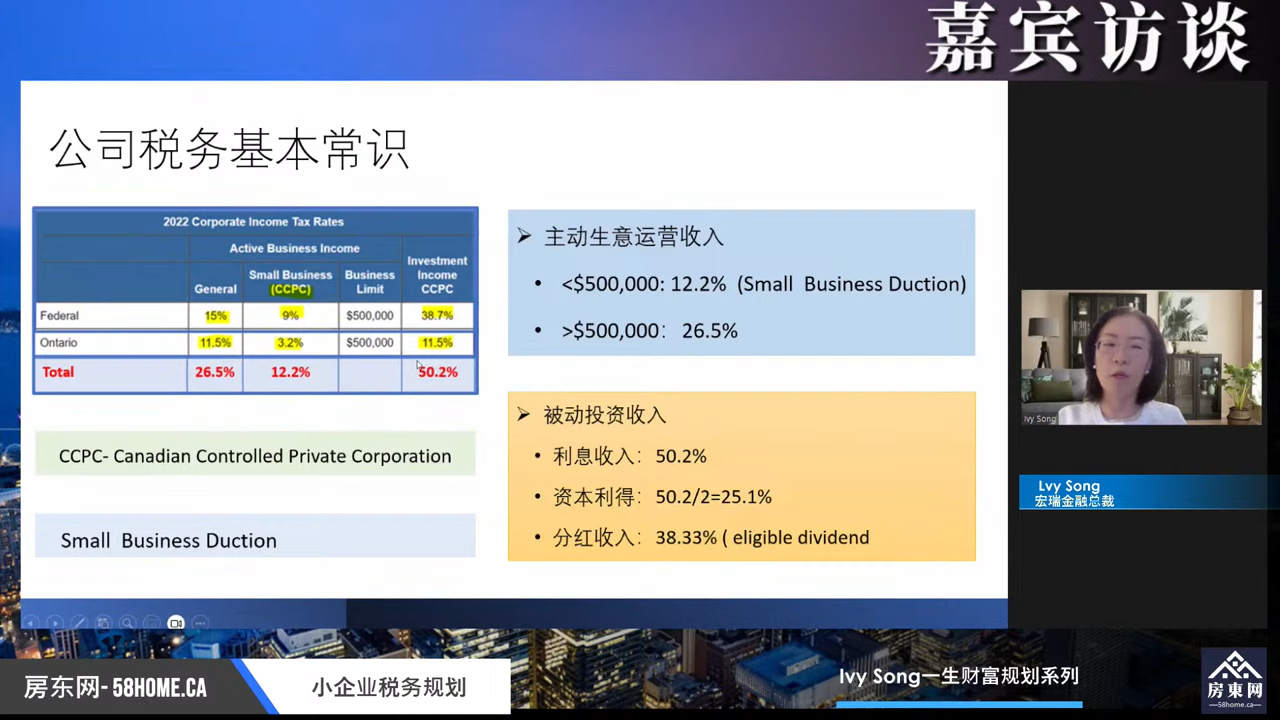 嘉宾访谈
公司税务基本常识
2022 Corporate Income Tax Rates
Active Business Income
Investment Income CCPC
General
Small Business (CCPC)
Business Limit
Federal 15% 9% $500,000 38.7%
Ontario 11.5% 3.2% $500,000 11.5%
Total 26.5% 12.2% 50.2%
CCPC- Canadian Controlled Private Corporation
Small Business Duction
主动生意运营收入
<$500,000: 12.2% (Small Business Duction)
>$500,000： 26.5%
被动投资收入
利息收入：50.2%
资本利得：50.2/2=25.1%
分红收入：38.33% ( eligible dividend
Ivy Song
Ivy Song
宏瑞金融总裁
房东网- 58HOME.CA
小企业税务规划
Ivy Song一生财富规划系列
房東网
58home.ca